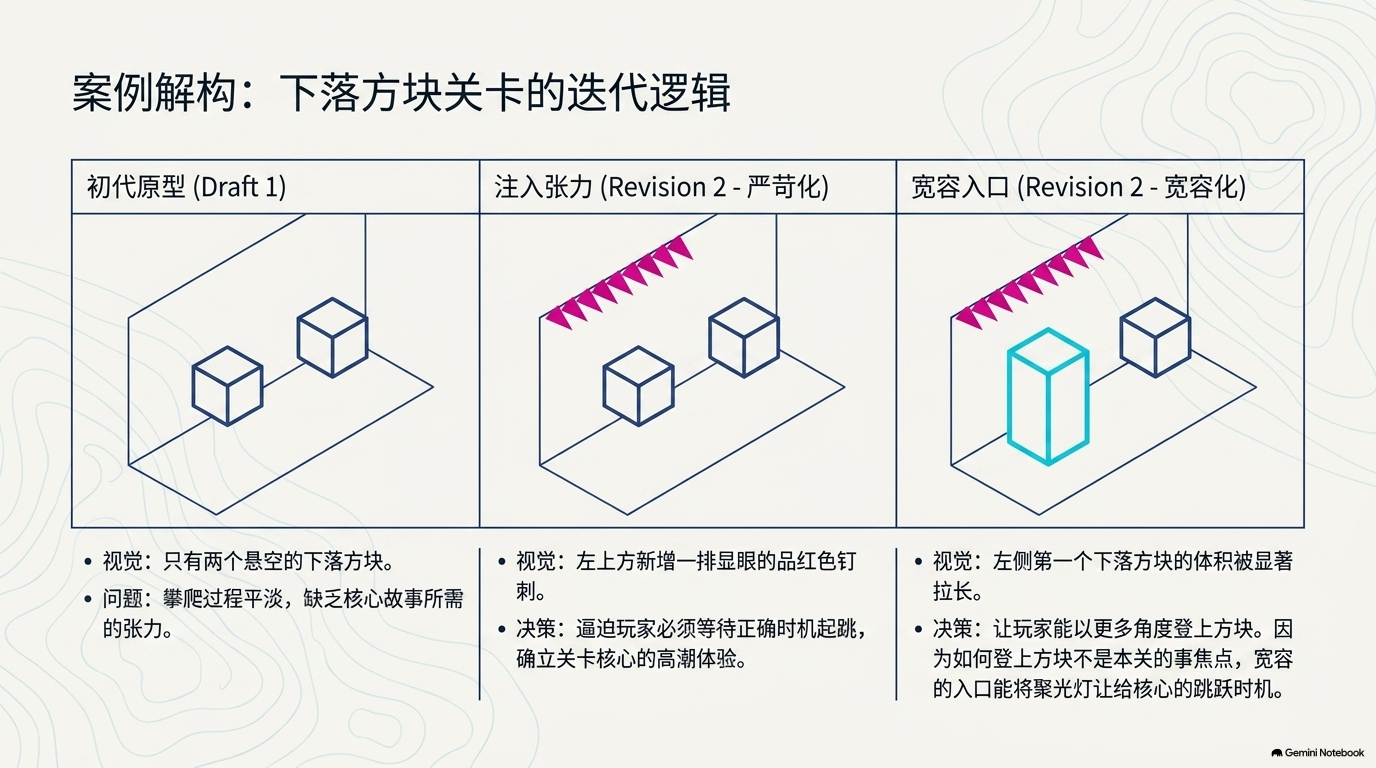 案例解构：下落方块关卡的迭代逻辑
初代原型 (Draft 1)
注入张力 (Revision 2 - 严苛化)
宽容入口 (Revision 2 - 宽容化)
• 视觉：只有两个悬空的下落方块。
• 问题：攀爬过程平淡，缺乏核心故事所需
的张力。
• 视觉：左上方新增一排显眼的品红色钉
刺。
• 决策：逼迫玩家必须等待正确时机起跳，
确立关卡核心的高潮体验。
• 视觉：左侧第一个下落方块的体积被显著
拉长。
• 决策：让玩家能以更多角度登上方块。因
为如何登上方块不是本关的事焦点，宽容
的入口能将聚光灯让给核心的跳跃时机。
Gemini Notebook